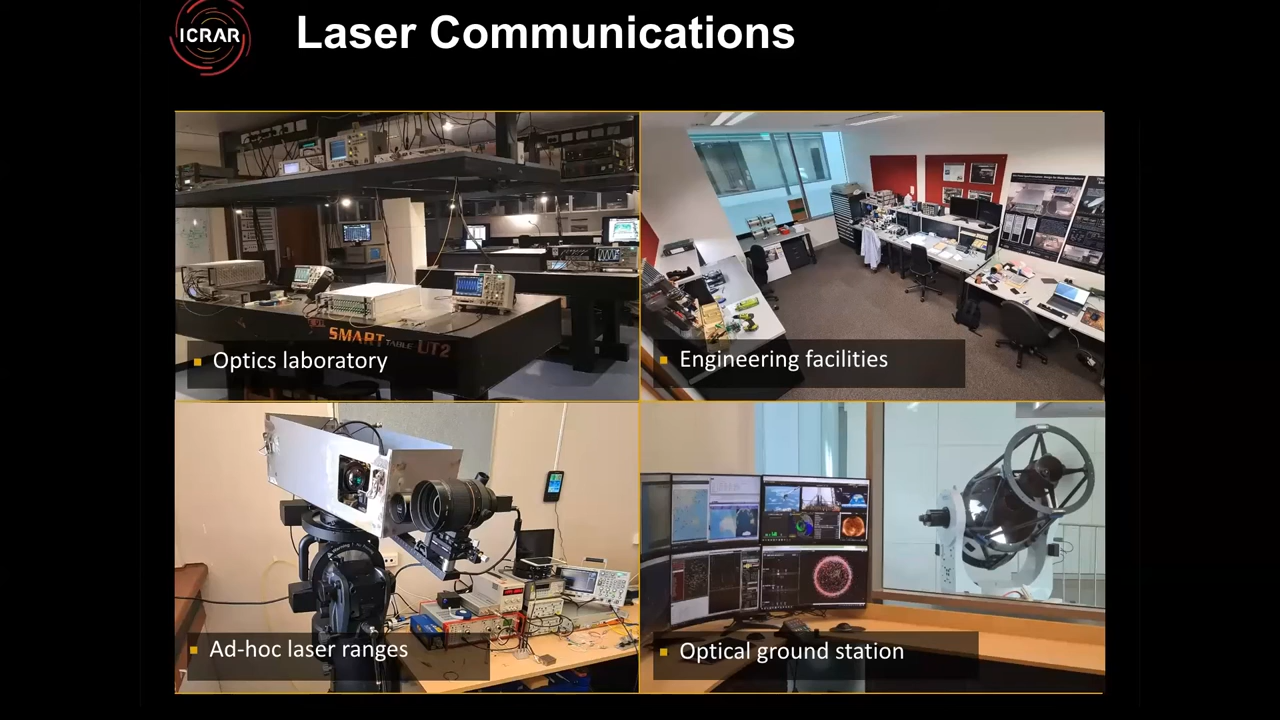 ICRAR
Laser Communications
SMART TABLE UT2
Optics laboratory
Engineering facilities
Ad-hoc laser ranges
Optical ground station